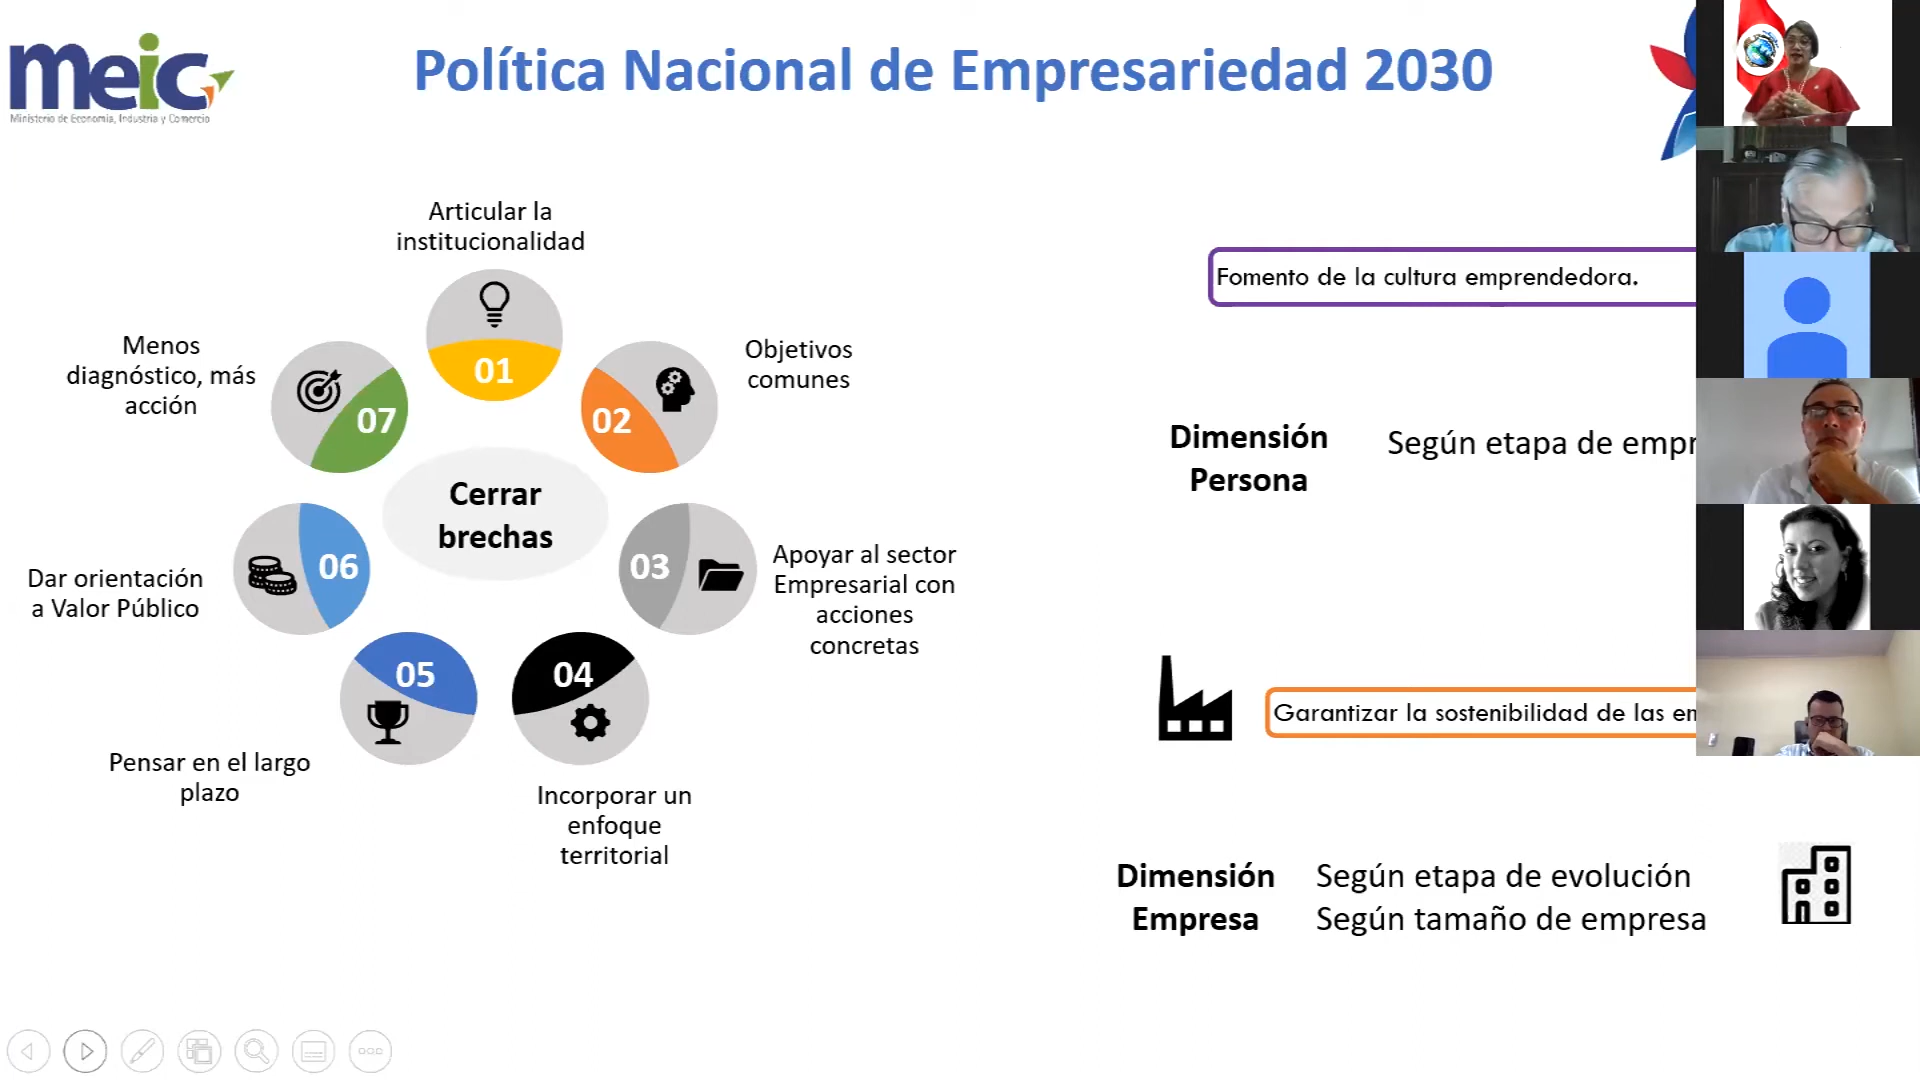 meic
Ministerio de Economía, Industria y Comercio
Política Nacional de Empresariedad 2030
Articular la
institucionalidad
01
Objetivos
comunes
02
Apoyar al sector
Empresarial con
acciones
concretas
03
Incorporar un
enfoque
territorial
04
Pensar en el largo
plazo
05
Dar orientación
a Valor Público
06
Menos
diagnóstico, más
acción
07
Cerrar
brechas
Fomento de la cultura emprendedora.
Dimensión
Persona
Según etapa de empr
Garantizar la sostenibilidad de las em
Dimensión
Empresa
Según etapa de evolución
Según tamaño de empresa